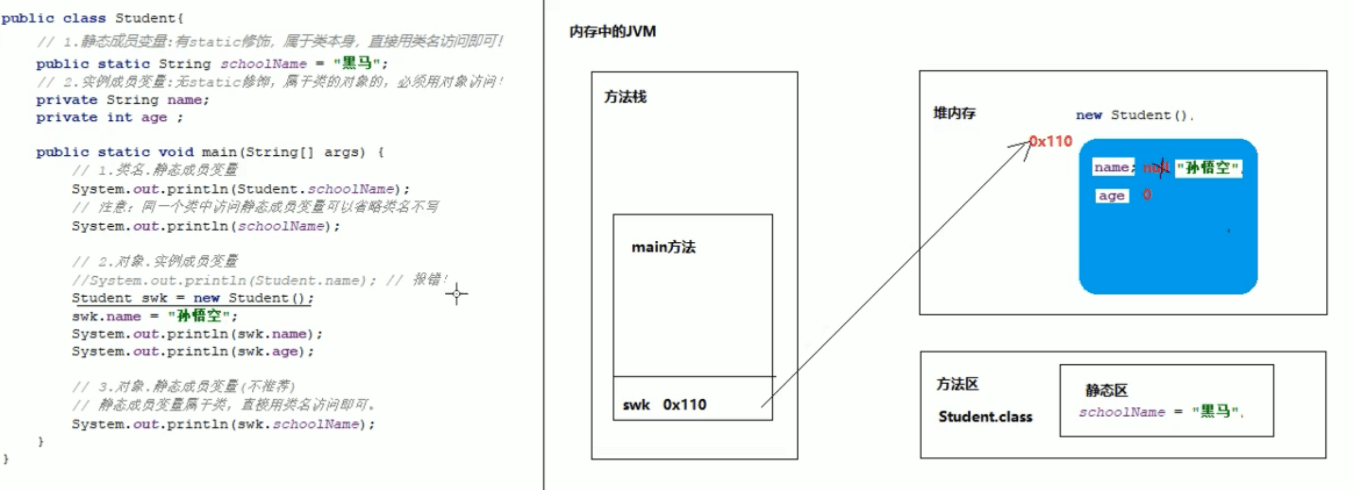 public class Student{
// 1.静态成员变量:有static修饰，属于类本身，直接用类名访问即可!
public static String schoolName = "黑马";
// 2.实例成员变量:无static修饰，属于类的对象的，必须用对象访问!
private String name;
private int age ;
public static void main(String[] args) {
// 1.类名.静态成员变量
System.out.println(Student.schoolName);
// 注意：同一个类中访问静态成员变量可以省略类名不写
System.out.println(schoolName);
// 2.对象.实例成员变量
//System.out.println(Student.name); // 报错!
Student swk = new Student();
swk.name = "孙悟空";
System.out.println(swk.name);
System.out.println(swk.age);
// 3.对象.静态成员变量(不推荐)
// 静态成员变量属于类，直接用类名访问即可。
System.out.println(swk.schoolName);
}
}
内存中的JVM
方法栈
main方法
swk 0x110
堆内存
new Student().
0x110
name; null "孙悟空".
age 0
方法区
Student.class
静态区
schoolName = "黑马".